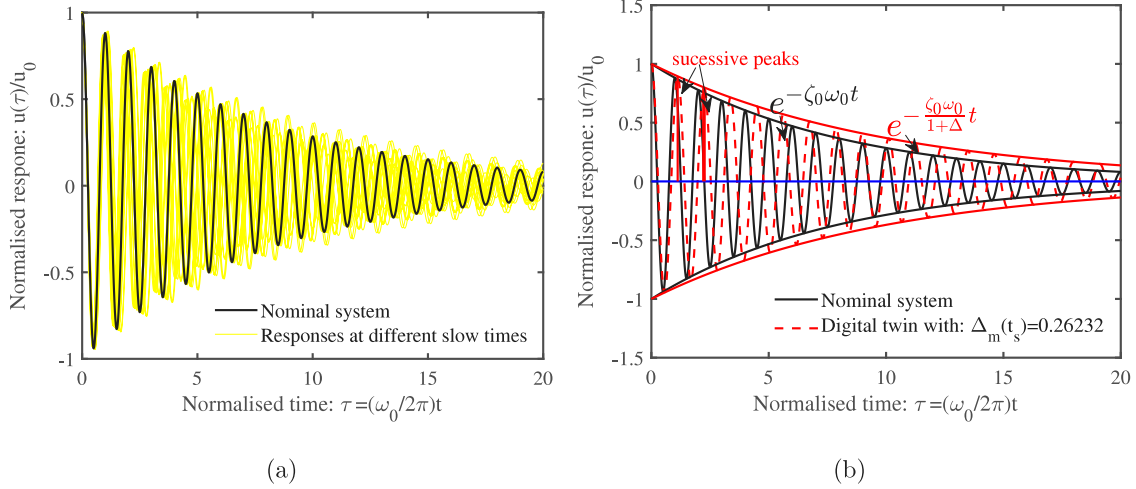 1
0.5
0
-0.5
-1
Normalised respone: u(τ)/u0
Nominal system
Responses at different slow times
0 5 10 15 20
Normalised time: τ =(ω0/2π)t
(a)
1.5
1
0.5
0
-0.5
-1
-1.5
Normalised response: u(τ)/u0
sucessive peaks
e^{-ζ0ω0t}
e^{-\frac{ζ0ω0}{1+Δ}t}
Nominal system
Digital twin with: Δm(ts)=0.26232
0 5 10 15 20
Normalised time: τ =(ω0/2π)t
(b)